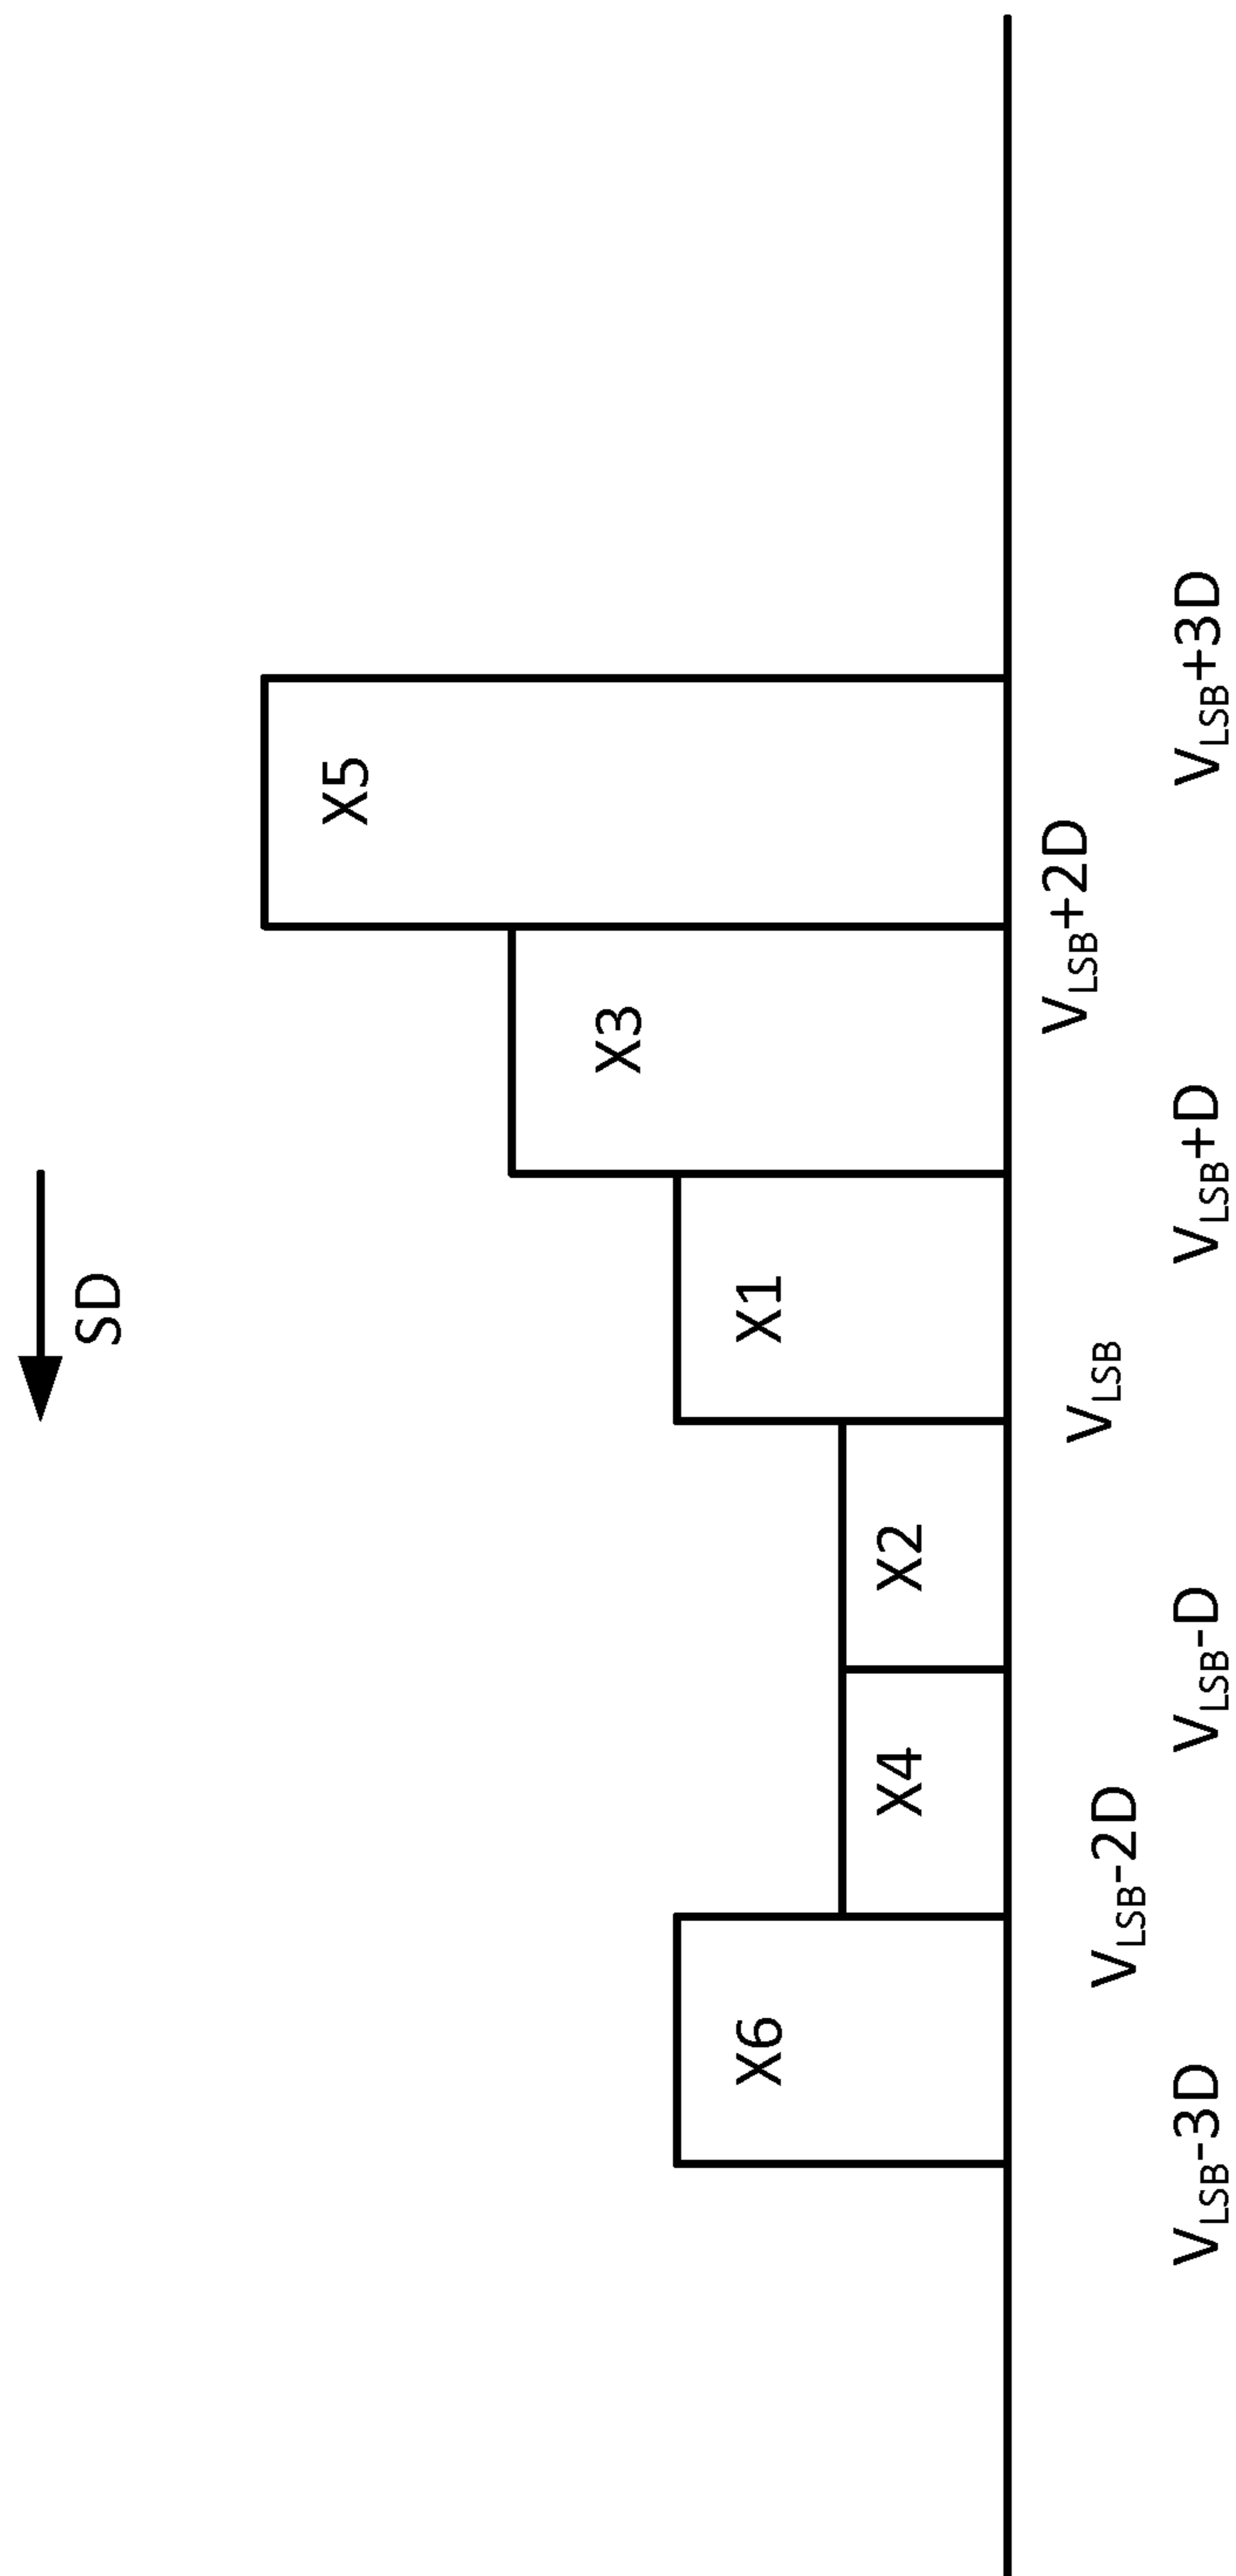 SD
X6
X4
X2
X1
X3
X5
VLSB-3D
VLSB-2D
VLSB-D
VLSB
VLSB+D
VLSB+2D
VLSB+3D